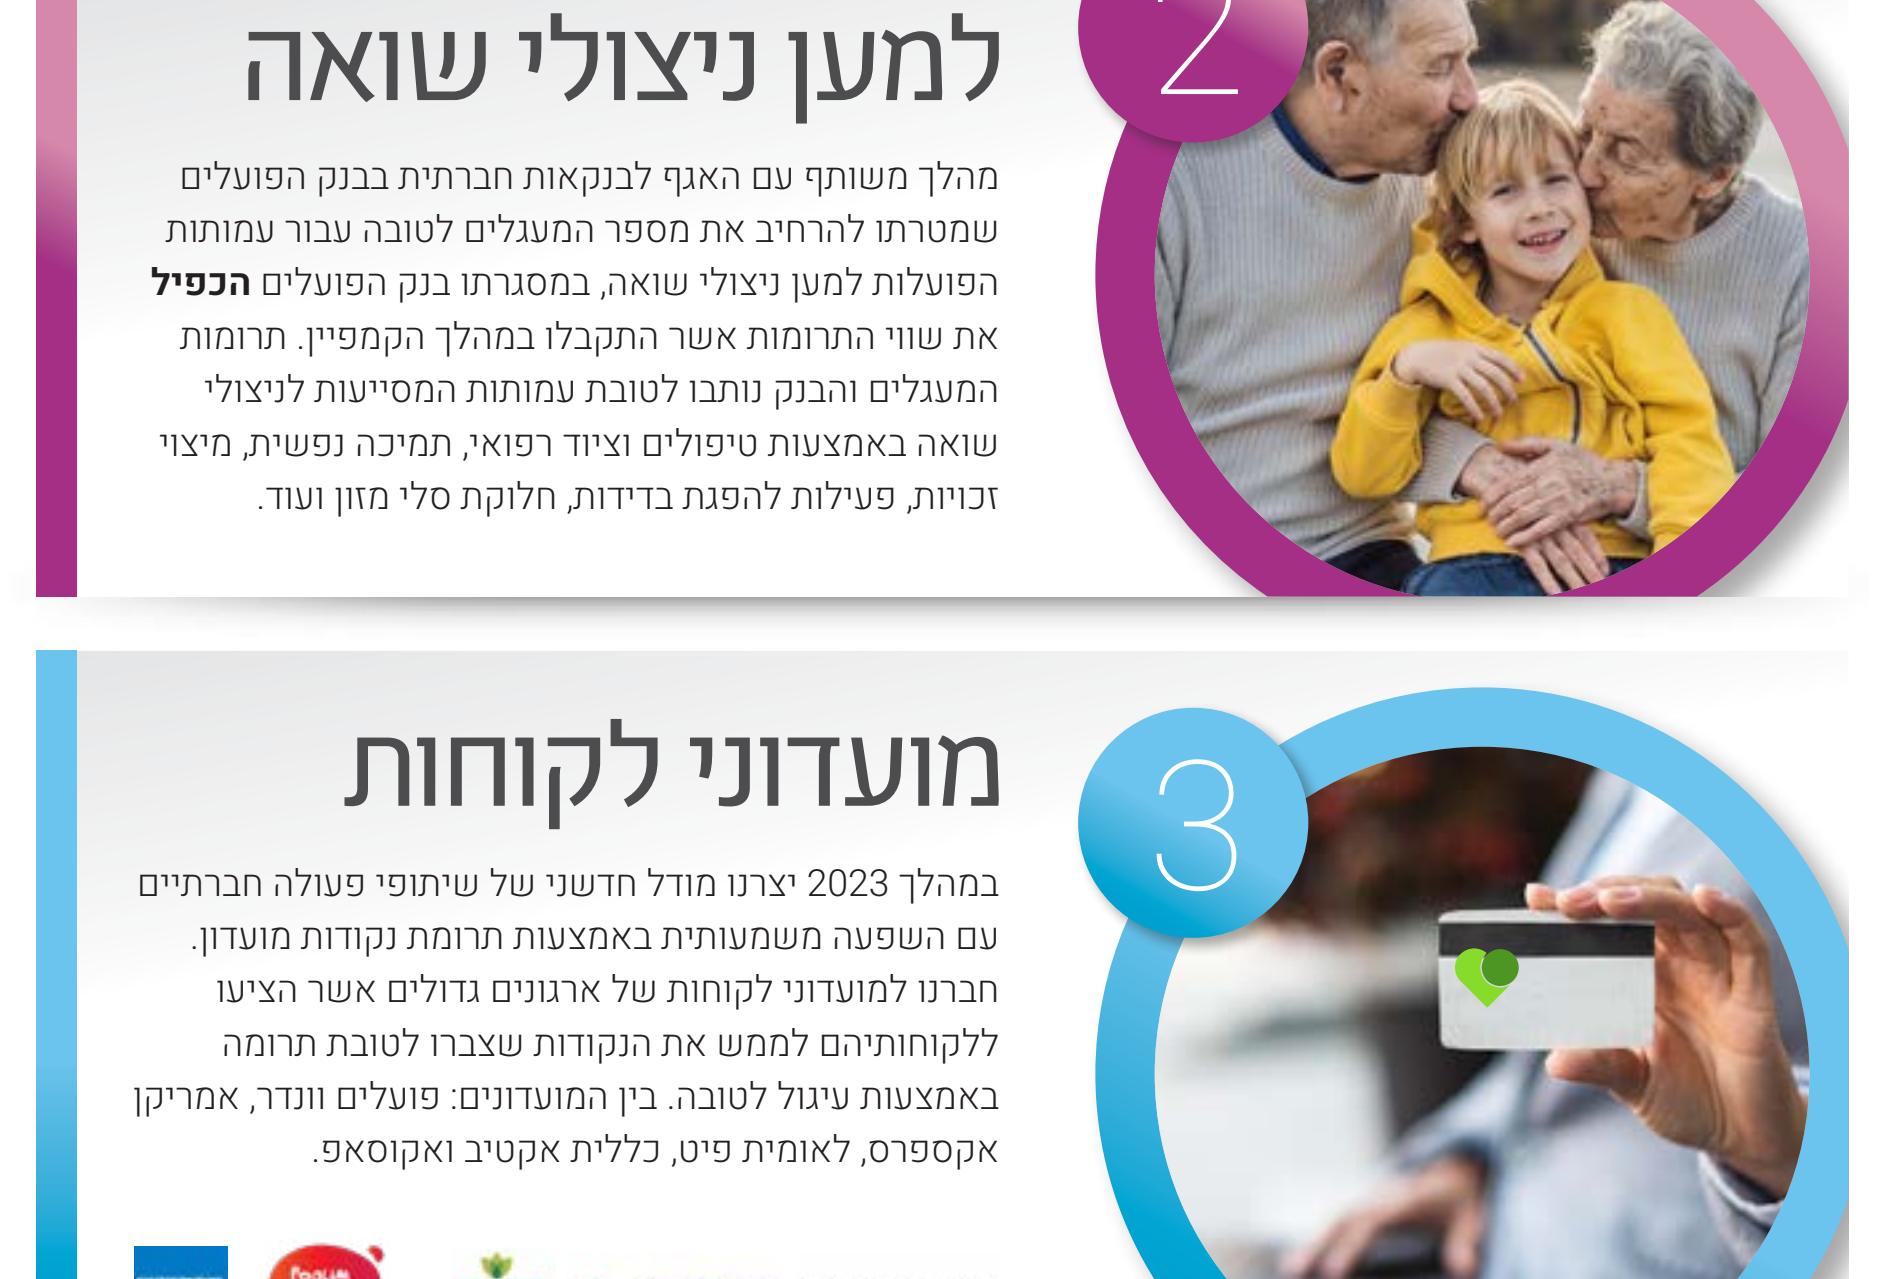 2
למען ניצולי שואה
מהלך משותף עם האגף לבנקאות חברתית בבנק הפועלים
שמטרתו להרחיב את מספר המעגלים לטובה עבור עמותות
הפועלות למען ניצולי שואה, במסגרתו בנק הפועלים הכפיל
את שווי התרומות אשר התקבלו במהלך הקמפיין. תרומות
המעגלים והבנק נותבו לטובת עמותות המסייעות לניצולי
שואה באמצעות טיפולים וציוד רפואי, תמיכה נפשית, מיצוי
זכויות, פעילות להפגת בדידות, חלוקת סלי מזון ועוד.
3
מועדוני לקוחות
במהלך 2023 יצרנו מודל חדשני של שיתופי פעולה חברתיים
עם השפעה משמעותית באמצעות תרומת נקודות מועדון.
חברנו למועדוני לקוחות של ארגונים גדולים אשר הציעו
ללקוחותיהם לממש את הנקודות שצברו לטובת תרומה
באמצעות עיגול לטובה. בין המועדונים: פועלים וונדר, אמריקן
אקספרס, לאומית פיט, כללית אקטיב ואקוסאפ.